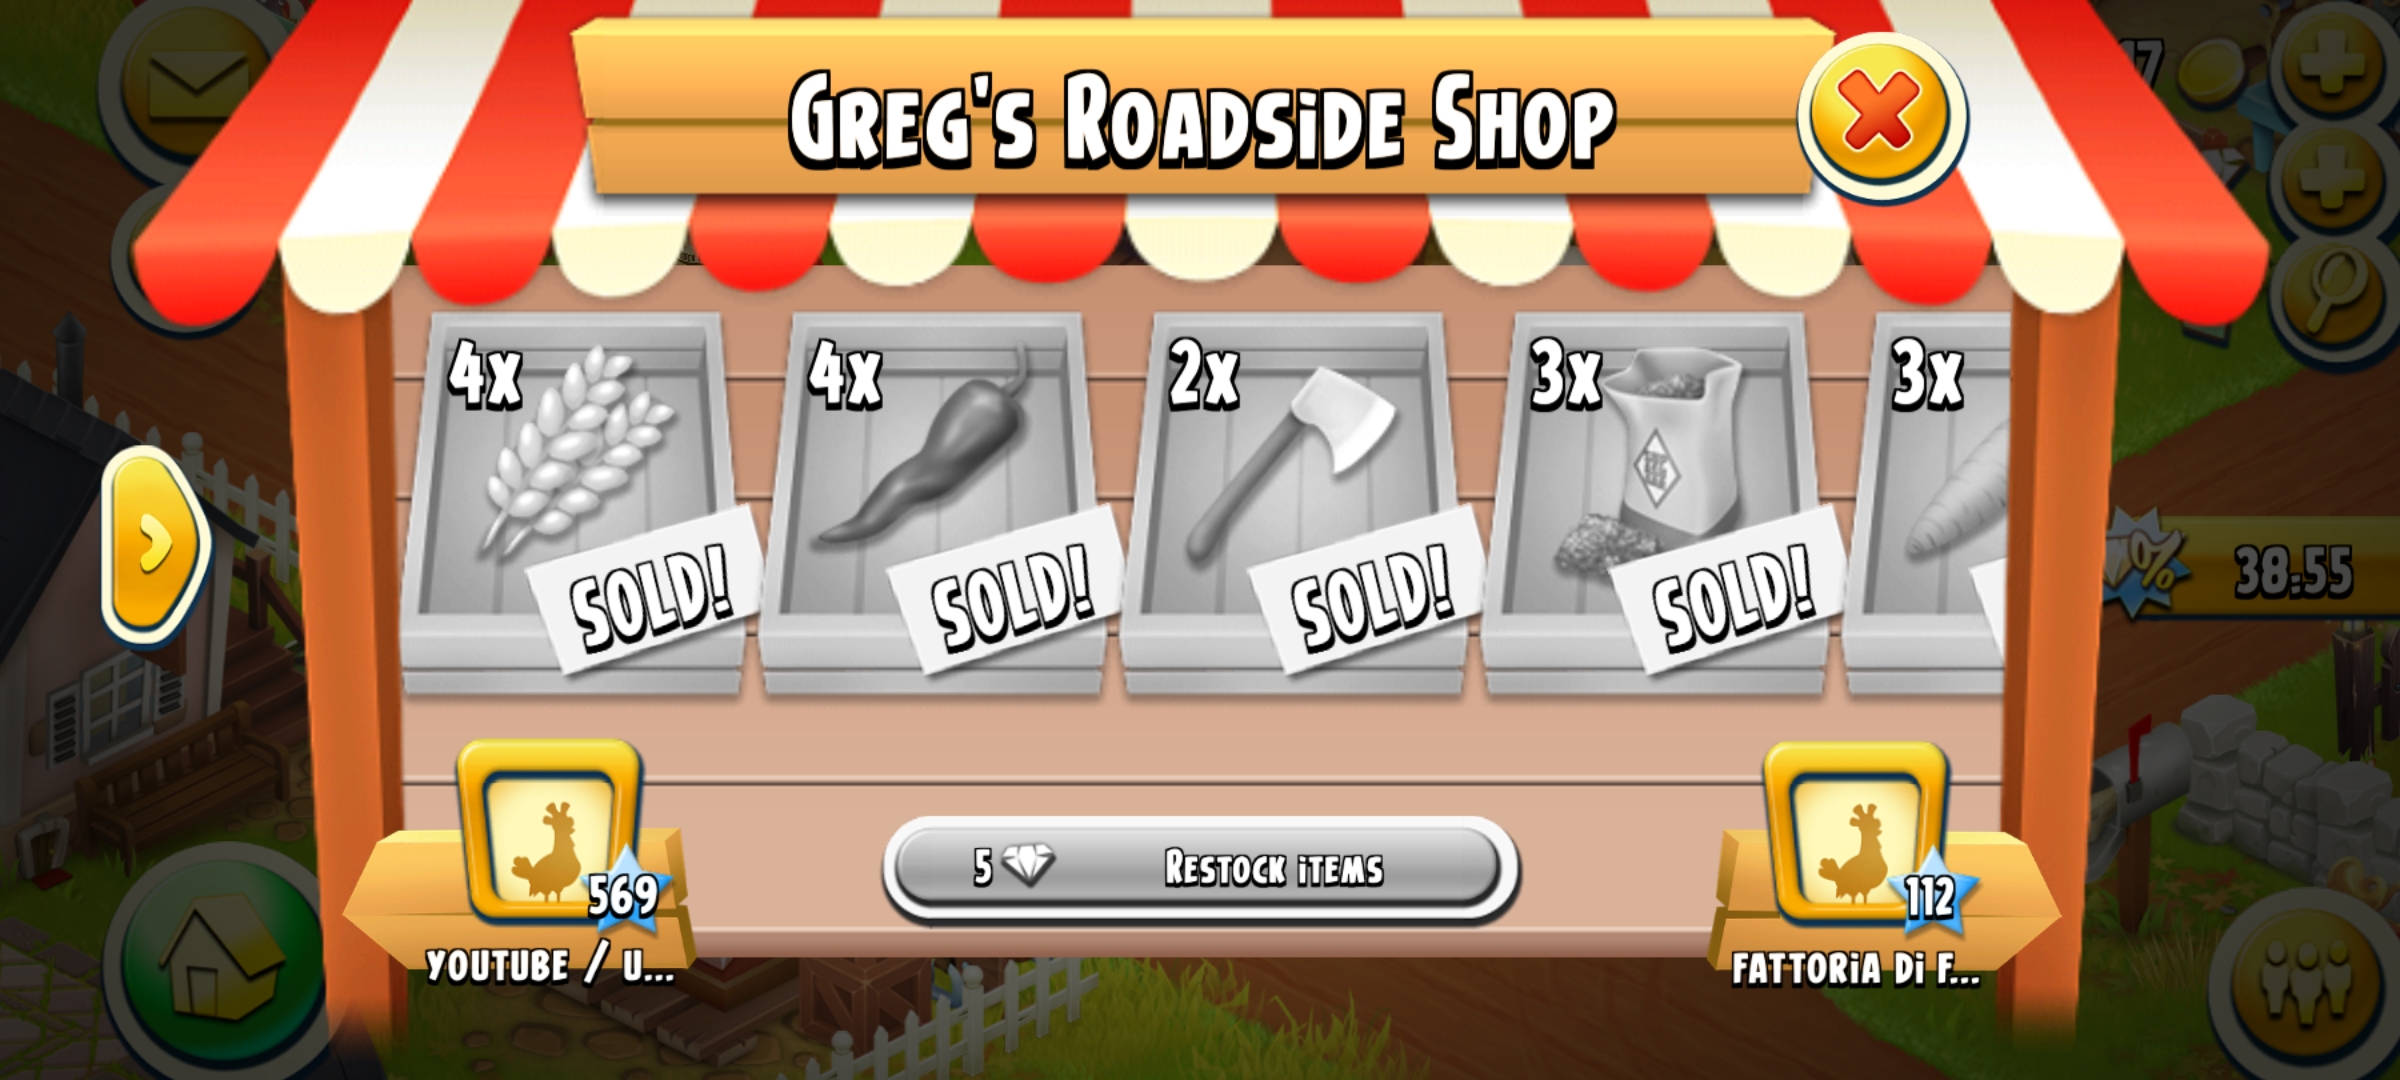 GREG'S ROADSIDE SHOP
4x
4x
2x
3x
3x
SOLD!
SOLD!
SOLD!
SOLD!
38:55
569
5
RESTOCK ITEMS
112
YOUTUBE / U...
FATTORIA DI F...